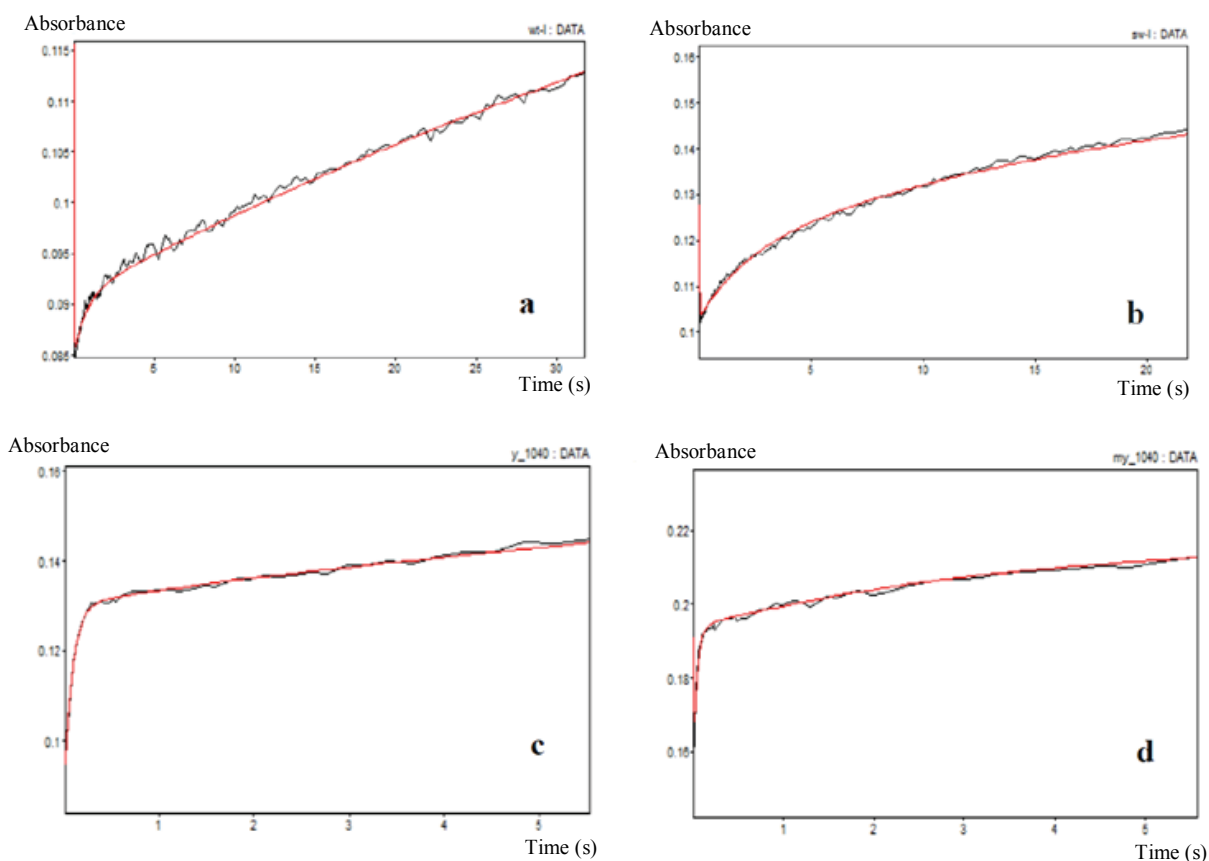 Absorbance
wt-l : DATA
0.115
0.11
0.105
0.1
0.095
0.09
0.085
5
10
15
20
25
30
a
Time (s)
Absorbance
sw-l : DATA
0.16
0.15
0.14
0.13
0.12
0.11
0.1
5
10
15
20
b
Time (s)
Absorbance
y_1040 : DATA
0.16
0.14
0.12
0.1
1
2
3
4
5
c
Time (s)
Absorbance
my_1040 : DATA
0.22
0.2
0.18
0.16
1
2
3
4
5
d
Time (s)